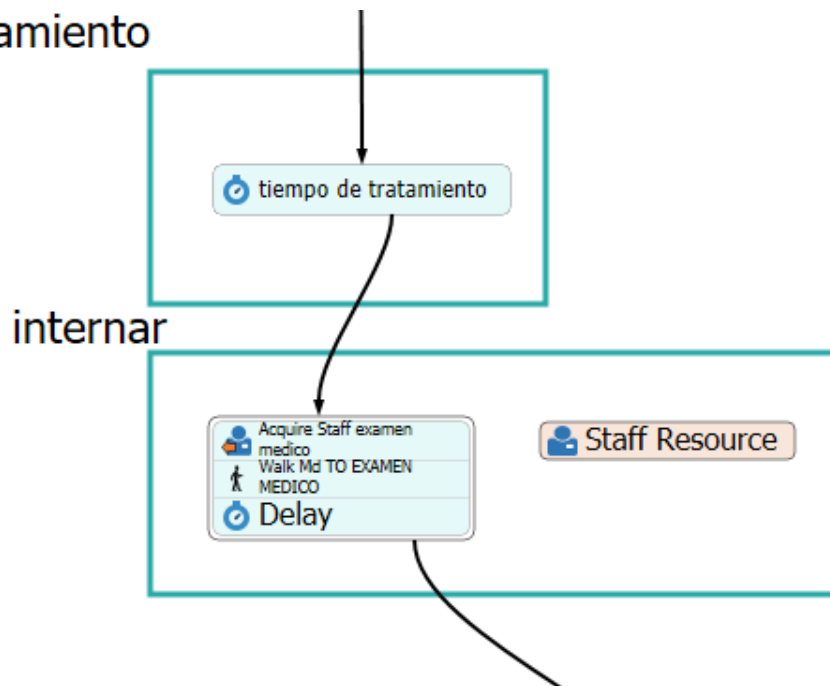 amiento
tiempo de tratamiento
internar
Acquire Staff examen
medico
Walk Md TO EXAMEN
MEDICO
Delay
Staff Resource